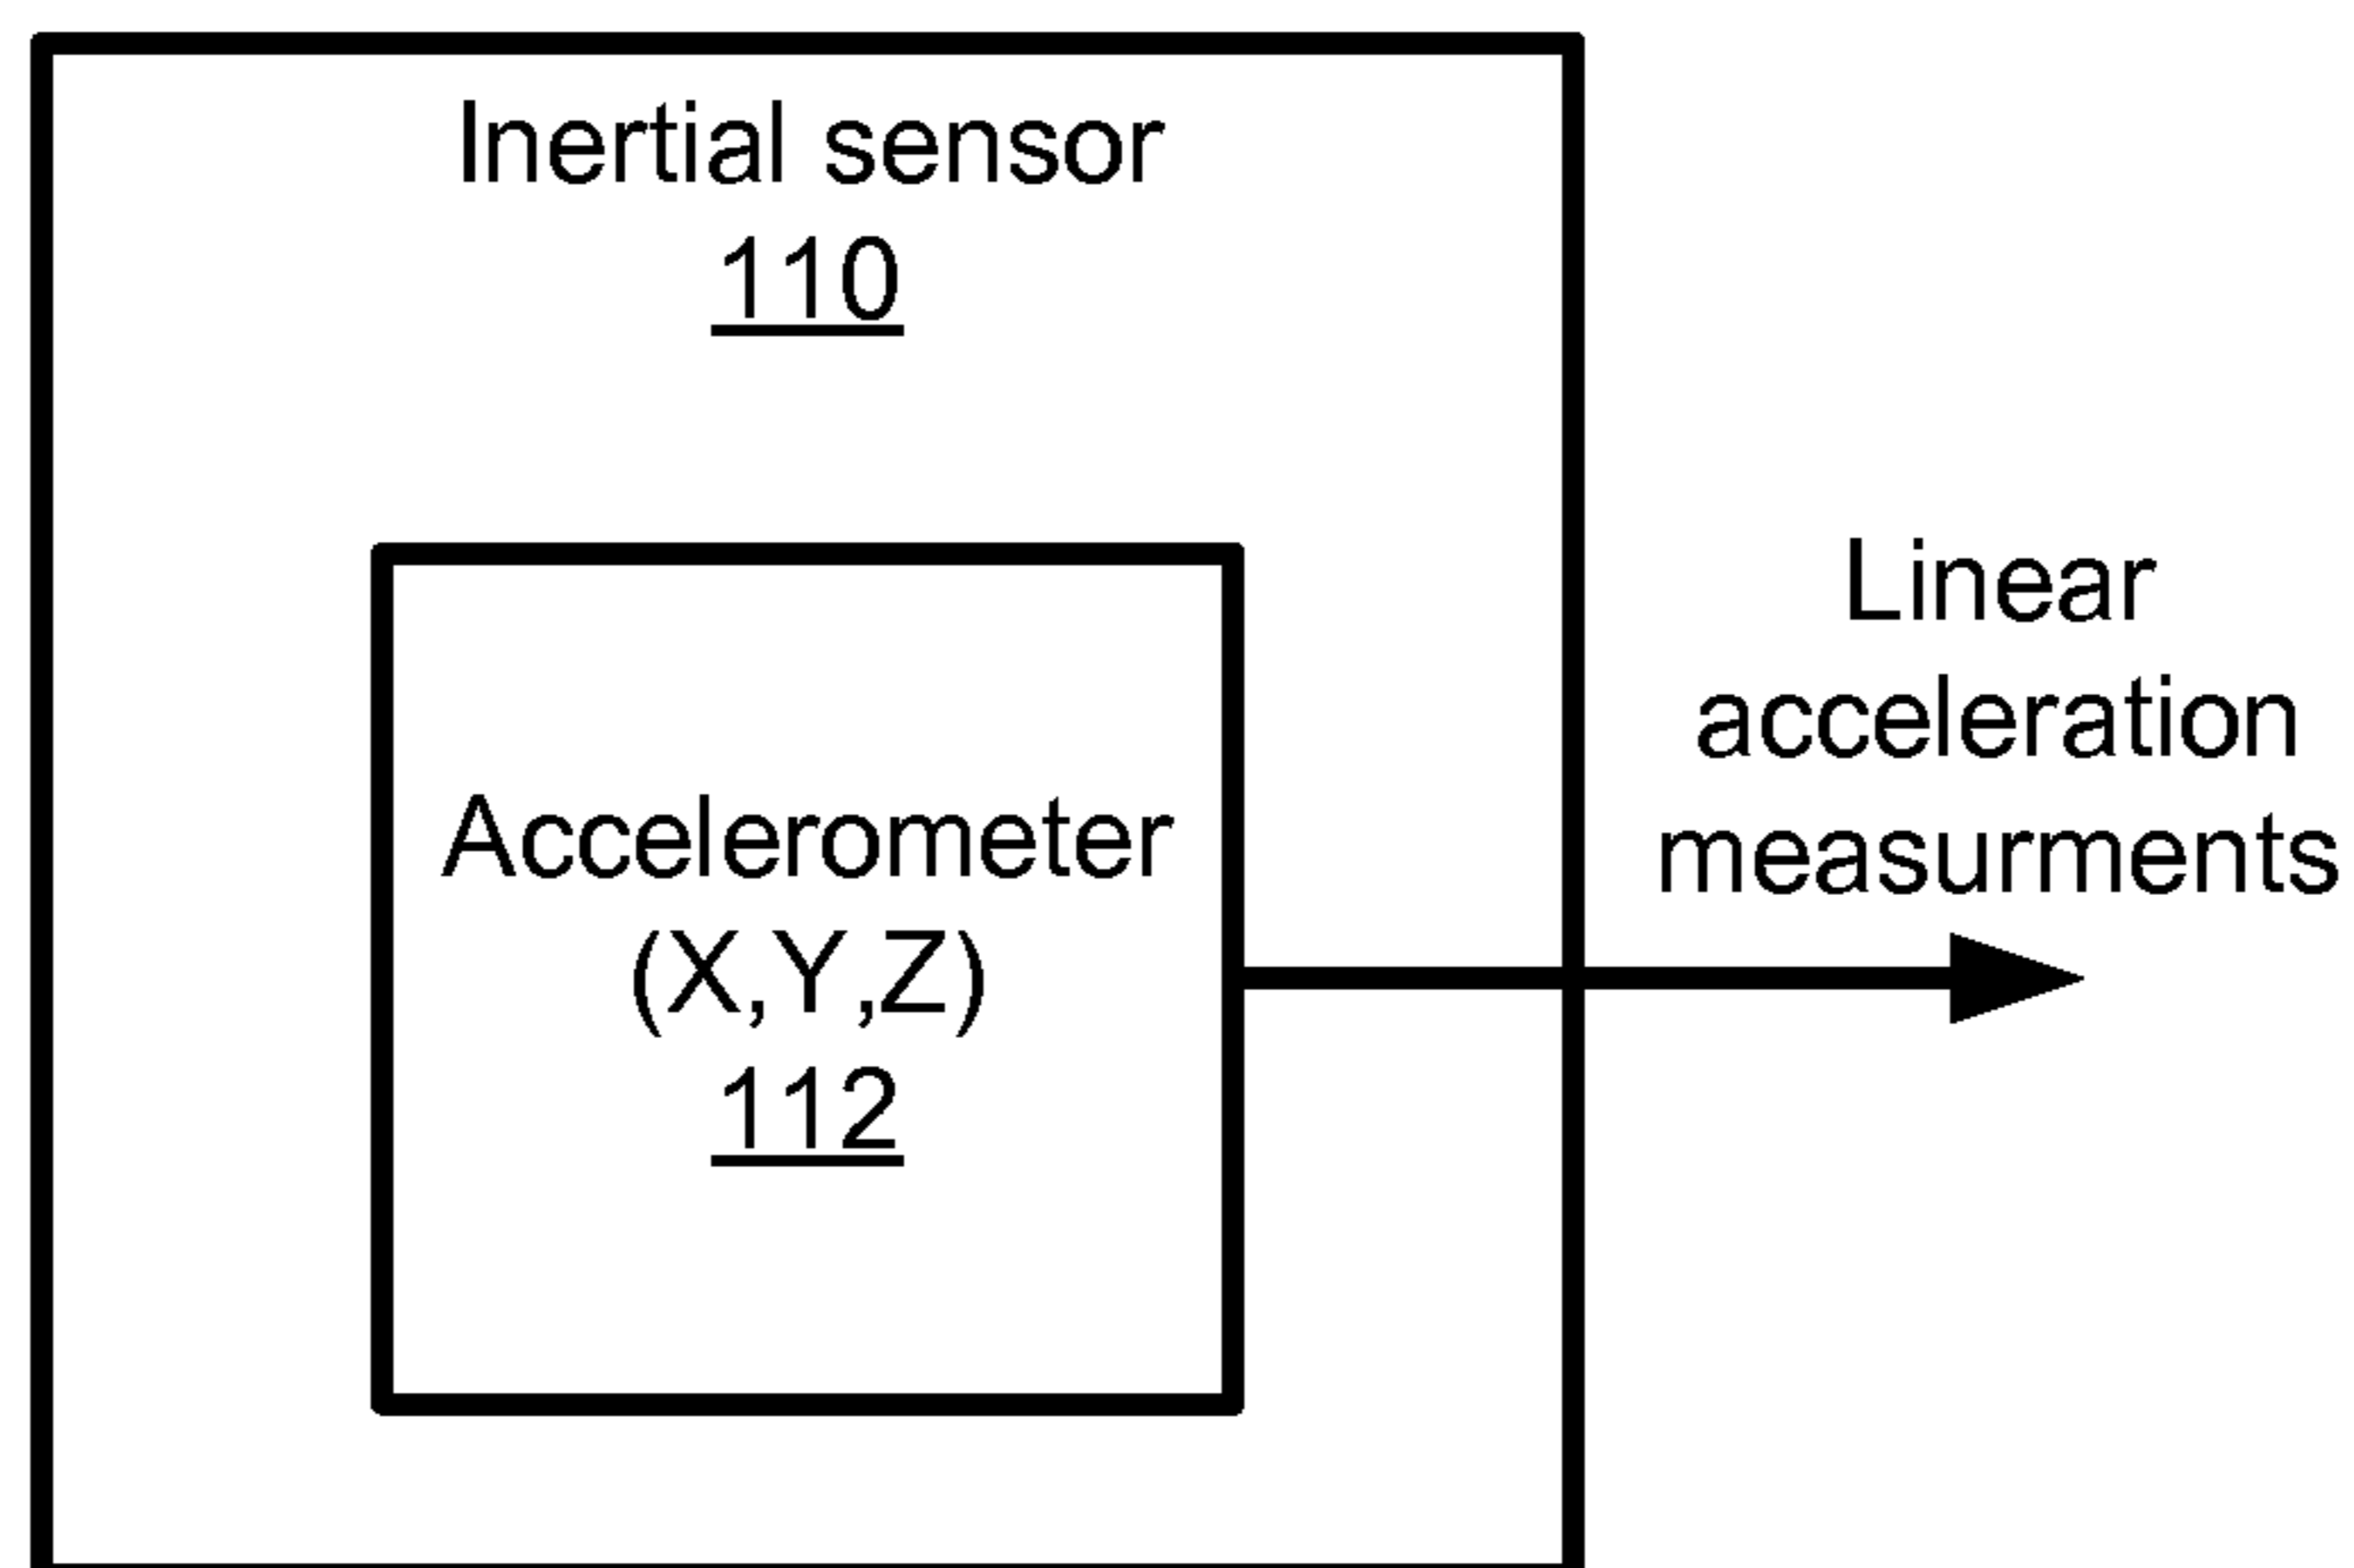 Inertial sensor
110
Accelerometer
(X,Y,Z)
112
Linear
acceleration
measurments